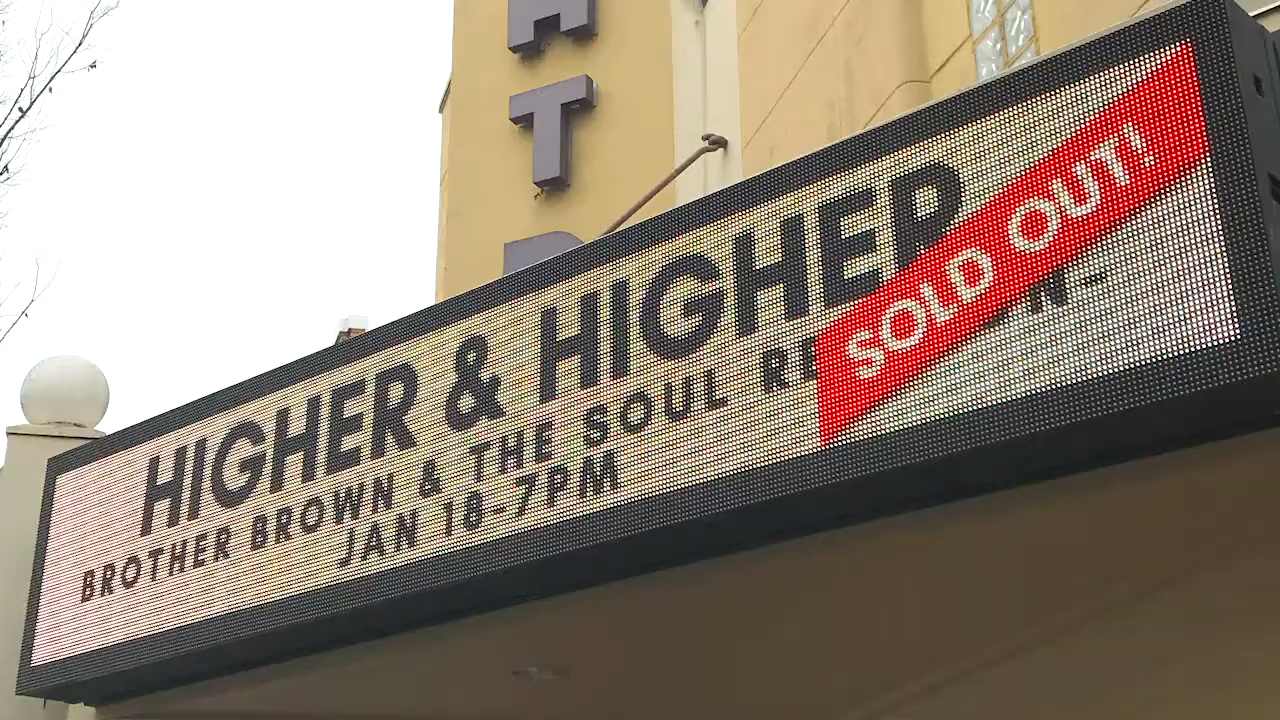 HIGHER & HIGHER
BROTHER BROWN & THE SOUL
JAN 18-7PM
SOLD OUT!